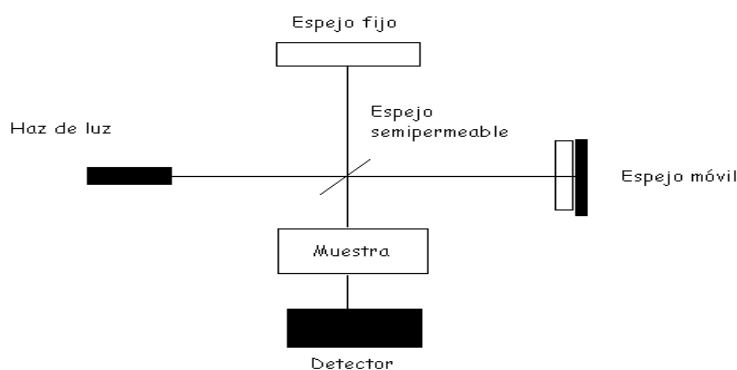 Espejo fijo
Haz de luz
Espejo
semipermeable
Espejo móvil
Muestra
Detector